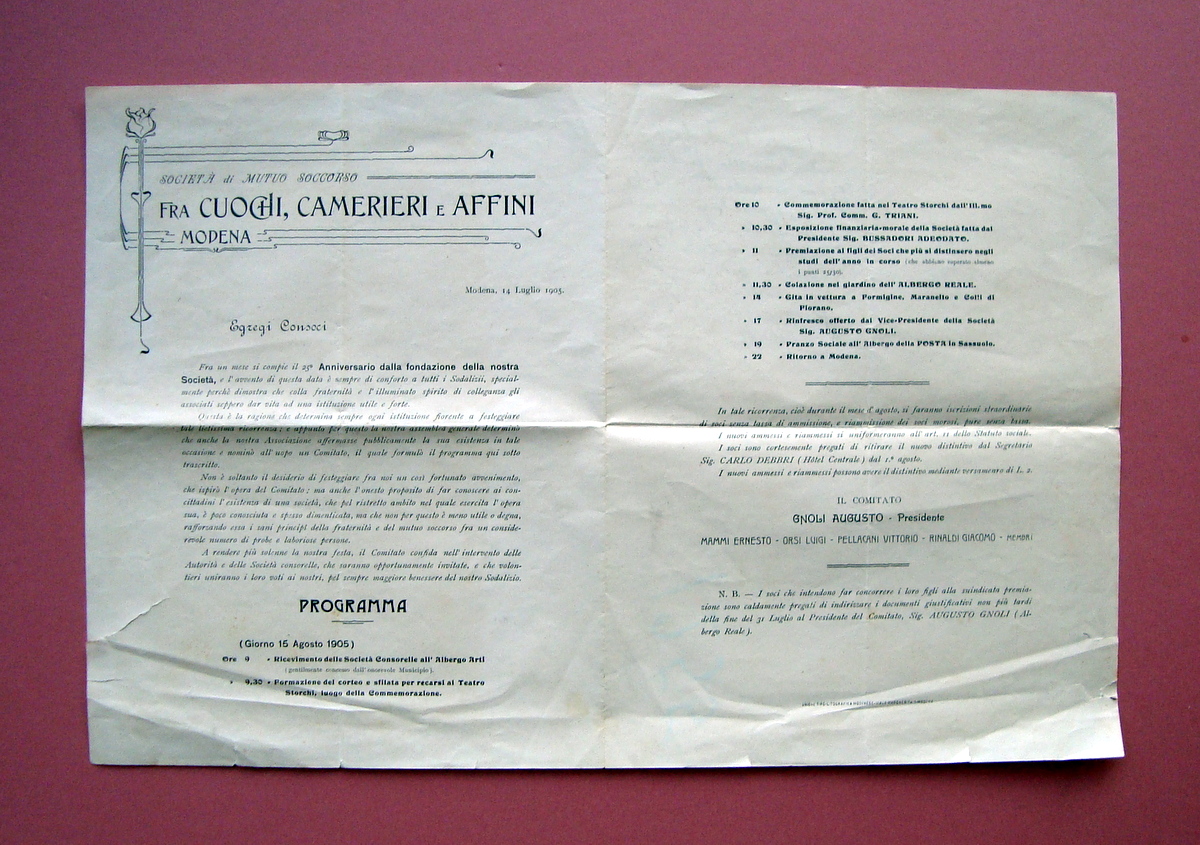 SOCIETÀ di MUTUO SOCCORSO
FRA CUOCHI, CAMERIERI E AFFINI
MODENA
Modena, 14 Luglio 1905.
Egregi Consoci
Fra un mese si compie il 25º Anniversario dalla fondazione della nostra
Società, e l'avvento di questa data è sempre di conforto a tutti i Sodalizii, special-
mente perchè dimostra che colla fraternità e l'illuminato spirito di colleganza gli
associati seppero dar vita ad una istituzione utile e forte.
Questa è la ragione che determina sempre ogni istituzione fiorente a festeggiare
tale lietissima ricorrenza; e appunto per questo la nostra assemblea generale determinò
che anche la nostra Associazione affermasse pubblicamente la sua esistenza in tale
occasione e nominò all'uopo un Comitato, il quale formulò il programma qui sotto
trascritto.
Non è soltanto il desiderio di festeggiare fra noi un così fortunato avvenimento,
che ispirò l'opera del Comitato; ma anche l'onesto proposito di far conoscere ai con-
cittadini l'esistenza di una società, che pel ristretto ambito nel quale esercita l'opera
sua, è poco conosciuta e spesso dimenticata, ma che non per questo è meno utile e degna,
rafforzando essa i sani principî della fraternità e del mutuo soccorso fra un conside-
revole numero di probe e laboriose persone.
A rendere più solenne la nostra festa, il Comitato confida nell'intervento delle
Autorità e delle Società consorelle, che saranno opportunamente invitate, e che volon-
tieri uniranno i loro voti ai nostri, pel sempre maggiore benessere del nostro Sodalizio.
PROGRAMMA
(Giorno 15 Agosto 1905)
Ore 9 - Ricevimento delle Società Consorelle all'Albergo Arti
(gentilmente concesso dall'onorevole Municipio).
» 9,30 - Formazione del corteo e sfilata per recarsi al Teatro
Storchi, luogo della Commemorazione.
Ore 10 - Commemorazione fatta nel Teatro Storchi dall'Ill.mo
Sig. Prof. Comm. G. TRIANI.
» 10,30 - Esposizione finanziaria-morale della Società fatta dal
Presidente Sig. BUSSADORI ADEODATO.
» 11 - Premiazione ai figli dei Soci che più si distinsero negli
studi dell'anno in corso (che abbiano superato almeno
i punti 25/30).
» 11,30 - Colazione nel giardino dell'ALBERGO REALE.
» 14 - Gita in vettura a Formigine, Maranello e Colli di
Fiorano.
» 17 - Rinfresco offerto dal Vice-Presidente della Società
Sig. AUGUSTO GNOLI.
» 19 - Pranzo Sociale all'Albergo della POSTA in Sassuolo.
» 22 - Ritorno a Modena.
In tale ricorrenza, cioè durante il mese d'agosto, si faranno iscrizioni straordinarie
di soci senza tassa di ammissione, e riammissione dei soci morosi, pure senza tassa.
I nuovi ammessi e riammessi si uniformeranno all'art. 11 dello Statuto sociale.
I soci sono cortesemente pregati di ritirare il nuovo distintivo dal Segretario
Sig. CARLO DEBBRI (Hôtel Centrale) dal 1.º agosto.
I nuovi ammessi e riammessi possono avere il distintivo mediante versamento di L. 2.
IL COMITATO
GNOLI AUGUSTO - Presidente
MAMMI ERNESTO - ORSI LUIGI - PELLACANI VITTORIO - RINALDI GIACOMO - MEMBRI
N. B. — I soci che intendono far concorrere i loro figli alla suindicata premia-
zione sono caldamente pregati di indirizzare i documenti giustificativi non più tardi
della fine del 31 Luglio al Presidente del Comitato, Sig. AUGUSTO GNOLI (Al-
bergo Reale).